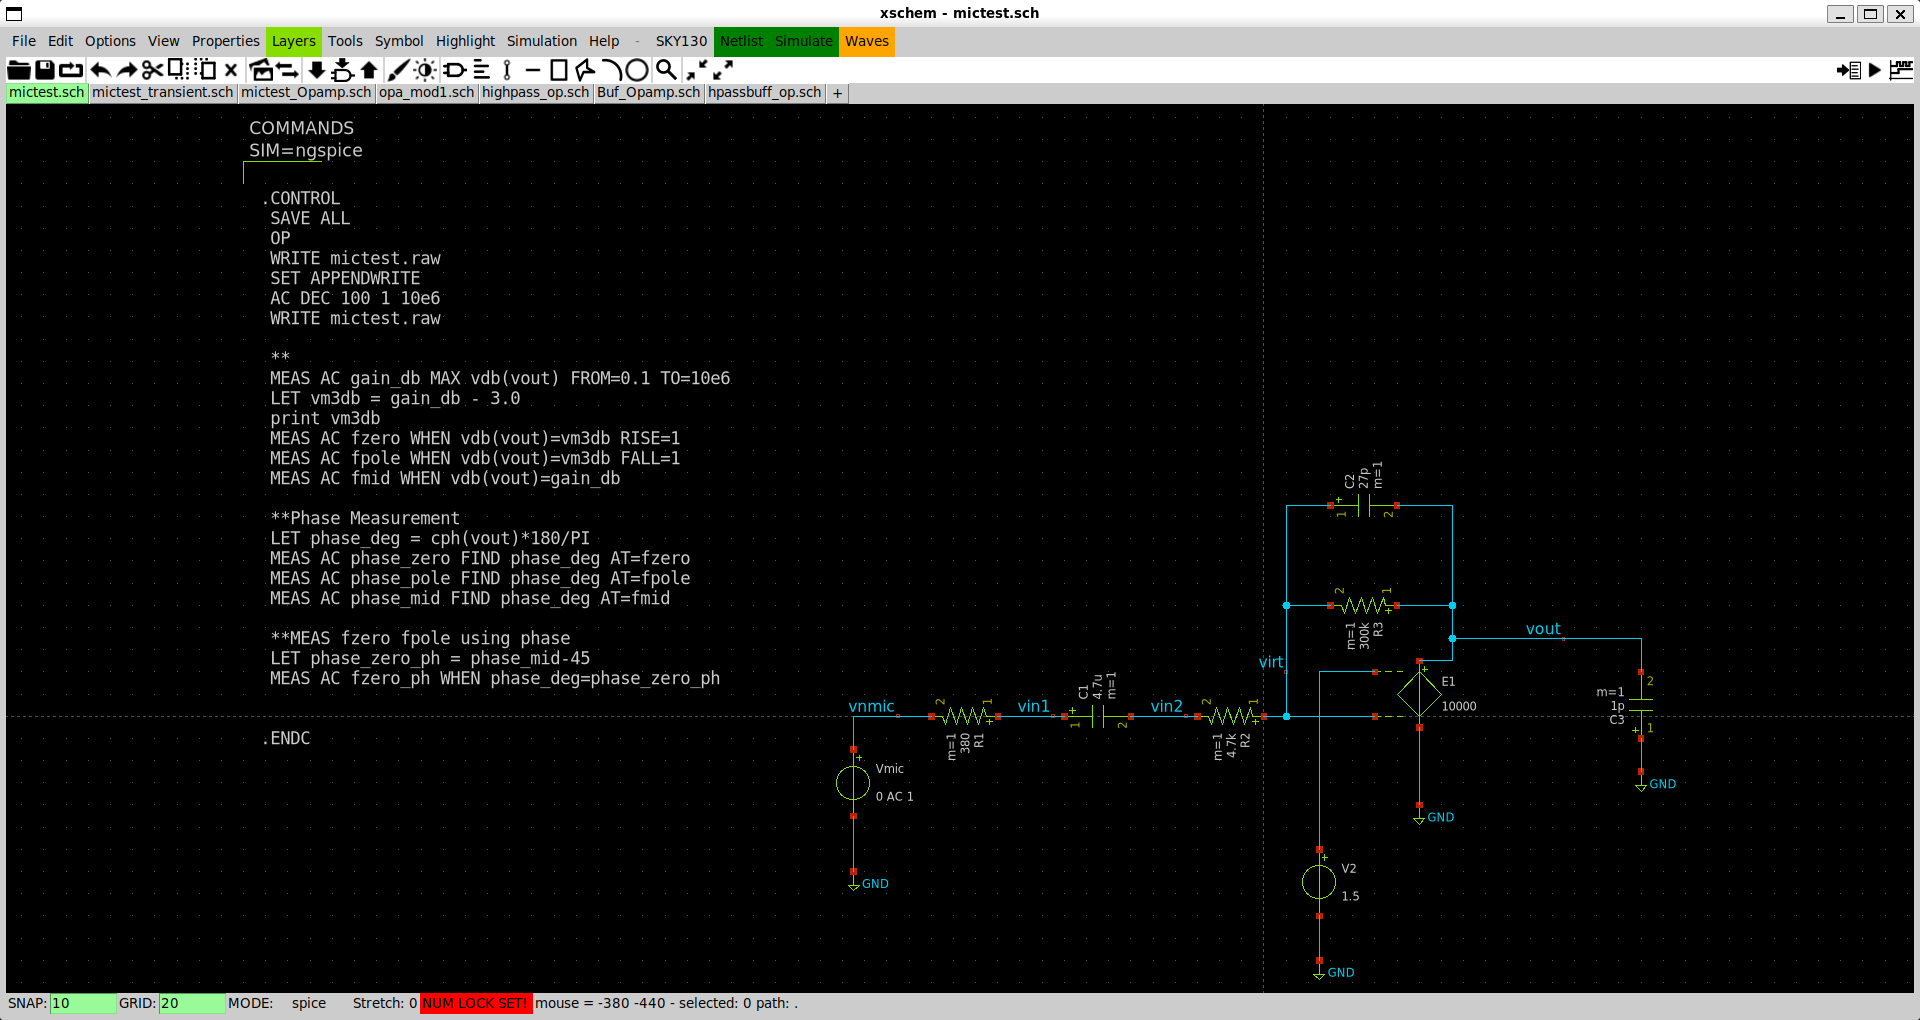 xschem - mictest.sch
File Edit Options View Properties Layers Tools Symbol Highlight Simulation Help - SKY130 Netlist Simulate Waves
mictest.sch mictest_transient.sch mictest_Opamp.sch opa_mod1.sch highpass_op.sch Buf_Opamp.sch hpassbuff_op.sch +
COMMANDS
SIM=ngspice
.CONTROL
SAVE ALL
OP
WRITE mictest.raw
SET APPENDWRITE
AC DEC 100 1 10e6
WRITE mictest.raw
**
MEAS AC gain_db MAX vdb(vout) FROM=0.1 TO=10e6
LET vm3db = gain_db - 3.0
print vm3db
MEAS AC fzero WHEN vdb(vout)=vm3db RISE=1
MEAS AC fpole WHEN vdb(vout)=vm3db FALL=1
MEAS AC fmid WHEN vdb(vout)=gain_db
**Phase Measurement
LET phase_deg = cph(vout)*180/PI
MEAS AC phase_zero FIND phase_deg AT=fzero
MEAS AC phase_pole FIND phase_deg AT=fpole
MEAS AC phase_mid FIND phase_deg AT=fmid
**MEAS fzero fpole using phase
LET phase_zero_ph = phase_mid-45
MEAS AC fzero_ph WHEN phase_deg=phase_zero_ph
.ENDC
vnmic
2
1
m=1
380
R1
vin1
C1
4.7u
m=1
+
1
2
vin2
2
1
m=1
4.7k
R2
+
Vmic
0 AC 1
GND
virt
C2
27p
m=1
+
1
2
2
1
m=1
300k
R3
+
vout
E1
10000
+
GND
V2
1.5
+
GND
m=1
1p
C3
2
1
+
GND
SNAP: 10 GRID: 20 MODE: spice Stretch: 0 NUM LOCK SET! mouse = -380 -440 - selected: 0 path: .